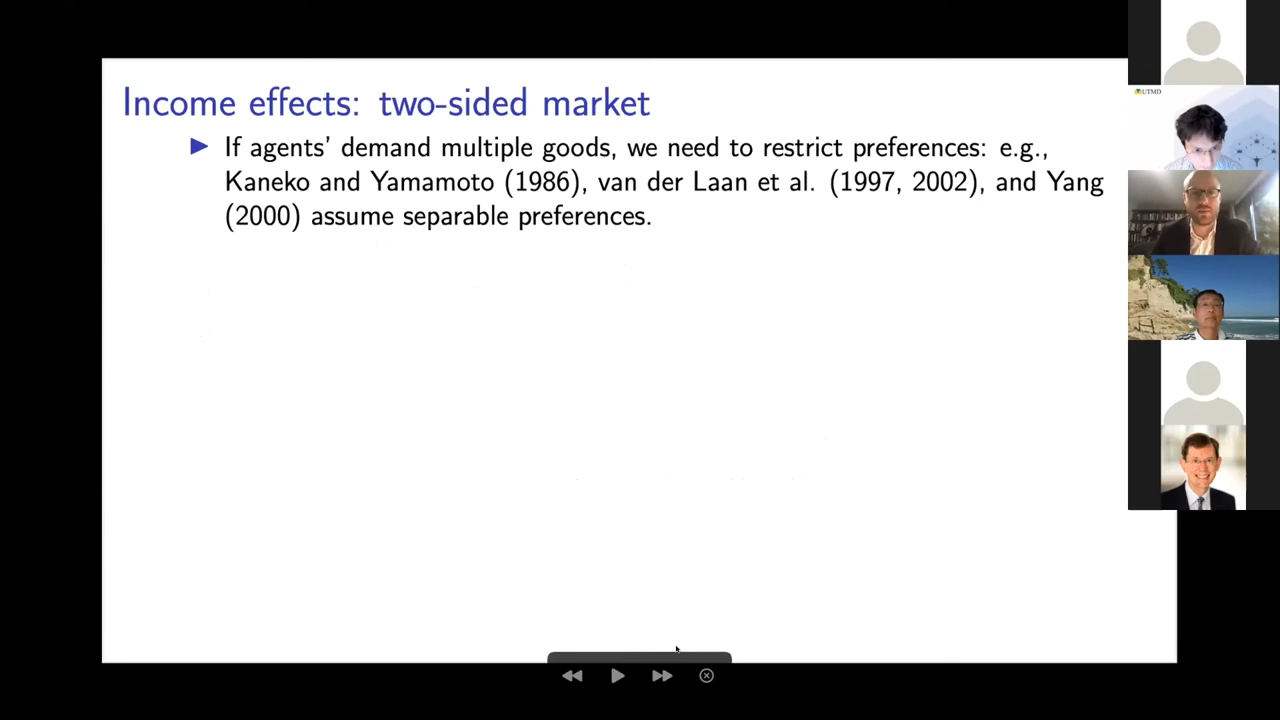 Income effects: two-sided market
▶ If agents' demand multiple goods, we need to restrict preferences: e.g.,
Kaneko and Yamamoto (1986), van der Laan et al. (1997, 2002), and Yang
(2000) assume separable preferences.
UTMD